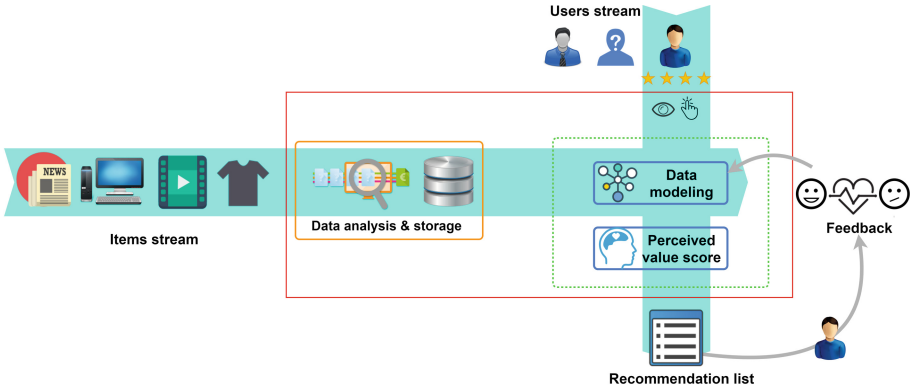 Users stream
?
NEWS
Items stream
Data analysis & storage
Data
modeling
Perceived
value score
Feedback
Recommendation list